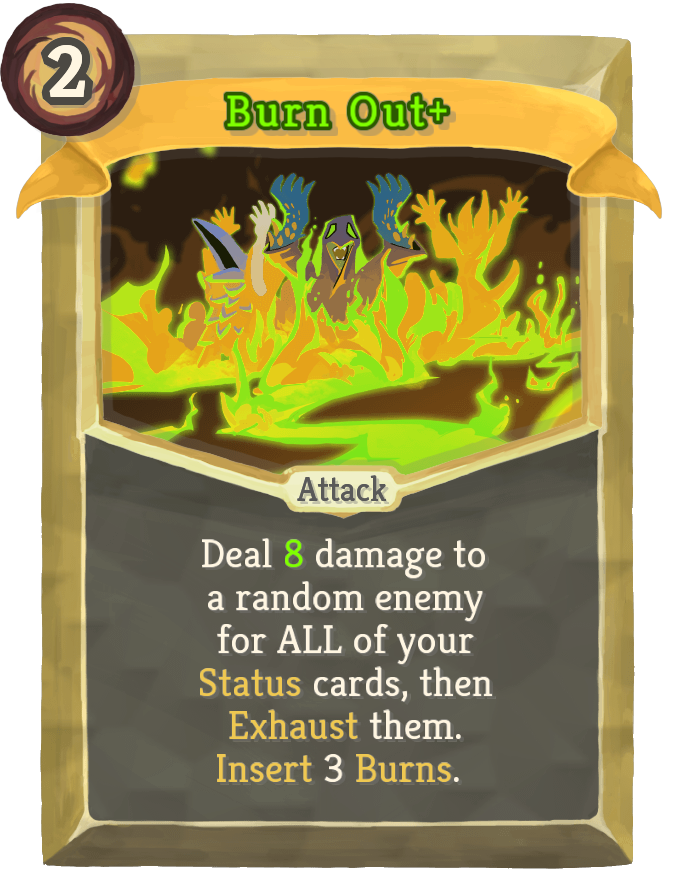 2
Burn Out+
Attack
Deal 8 damage to
a random enemy
for ALL of your
Status cards, then
Exhaust them.
Insert 3 Burns.